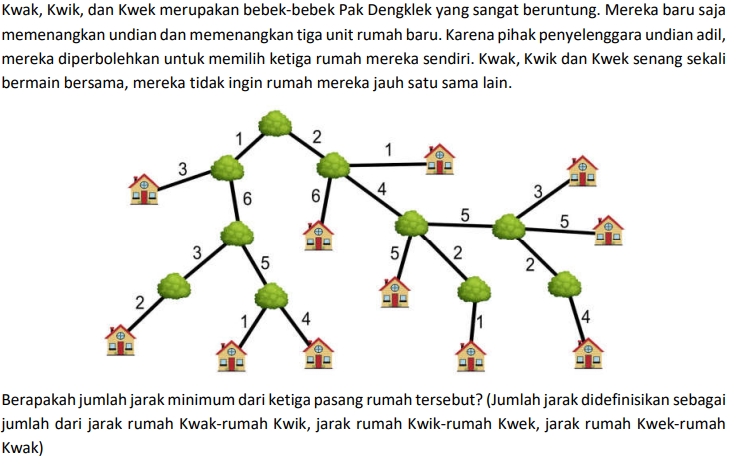 Kwak, Kwik, dan Kwek merupakan bebek-bebek Pak Dengklek yang sangat beruntung. Mereka baru saja
memenangkan undian dan memenangkan tiga unit rumah baru. Karena pihak penyelenggara undian adil,
mereka diperbolehkan untuk memilih ketiga rumah mereka sendiri. Kwak, Kwik dan Kwek senang sekali
bermain bersama, mereka tidak ingin rumah mereka jauh satu sama lain.
1 2
1
3
3
4
6 6
5 5
3 5 5 2 2
2
1 4 1 4
Berapakah jumlah jarak minimum dari ketiga pasang rumah tersebut? (Jumlah jarak didefinisikan sebagai
jumlah dari jarak rumah Kwak-rumah Kwik, jarak rumah Kwik-rumah Kwek, jarak rumah Kwek-rumah
Kwak)